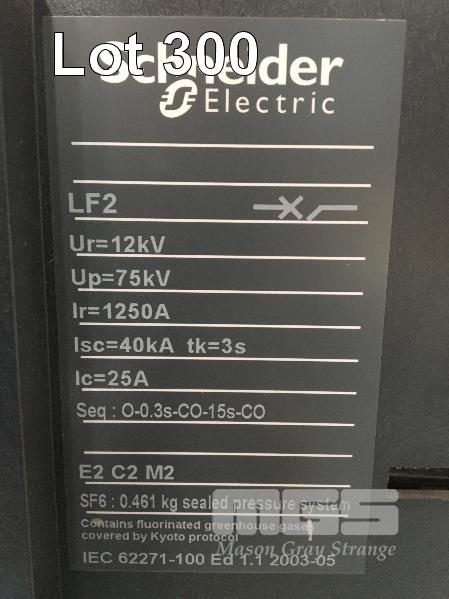 Lot 300
Schneider
Electric
LF2
Ur=12kV
Up=75kV
Ir=1250A
Isc=40kA tk=3s
Ic=25A
Seq : O-0.3s-CO-15s-CO
E2 C2 M2
SF6 : 0.461 kg sealed pressure system
Contains fluorinated greenhouse gases
covered by Kyoto protocol
IEC 62271-100 Ed 1.1 2003-05
MGS
Mason Gray Strange